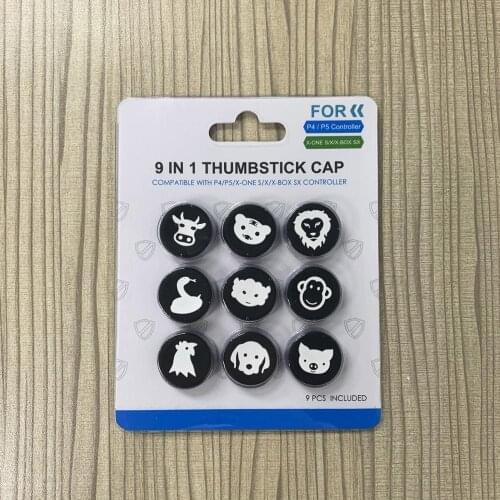 FOR
P4 / P5 Controller
X-ONE S/X/X-BOX SX
9 IN 1 THUMBSTICK CAP
COMPATIBLE WITH P4/P5/X-ONE S/X/X-BOX SX CONTROLLER
9 PCS INCLUDED